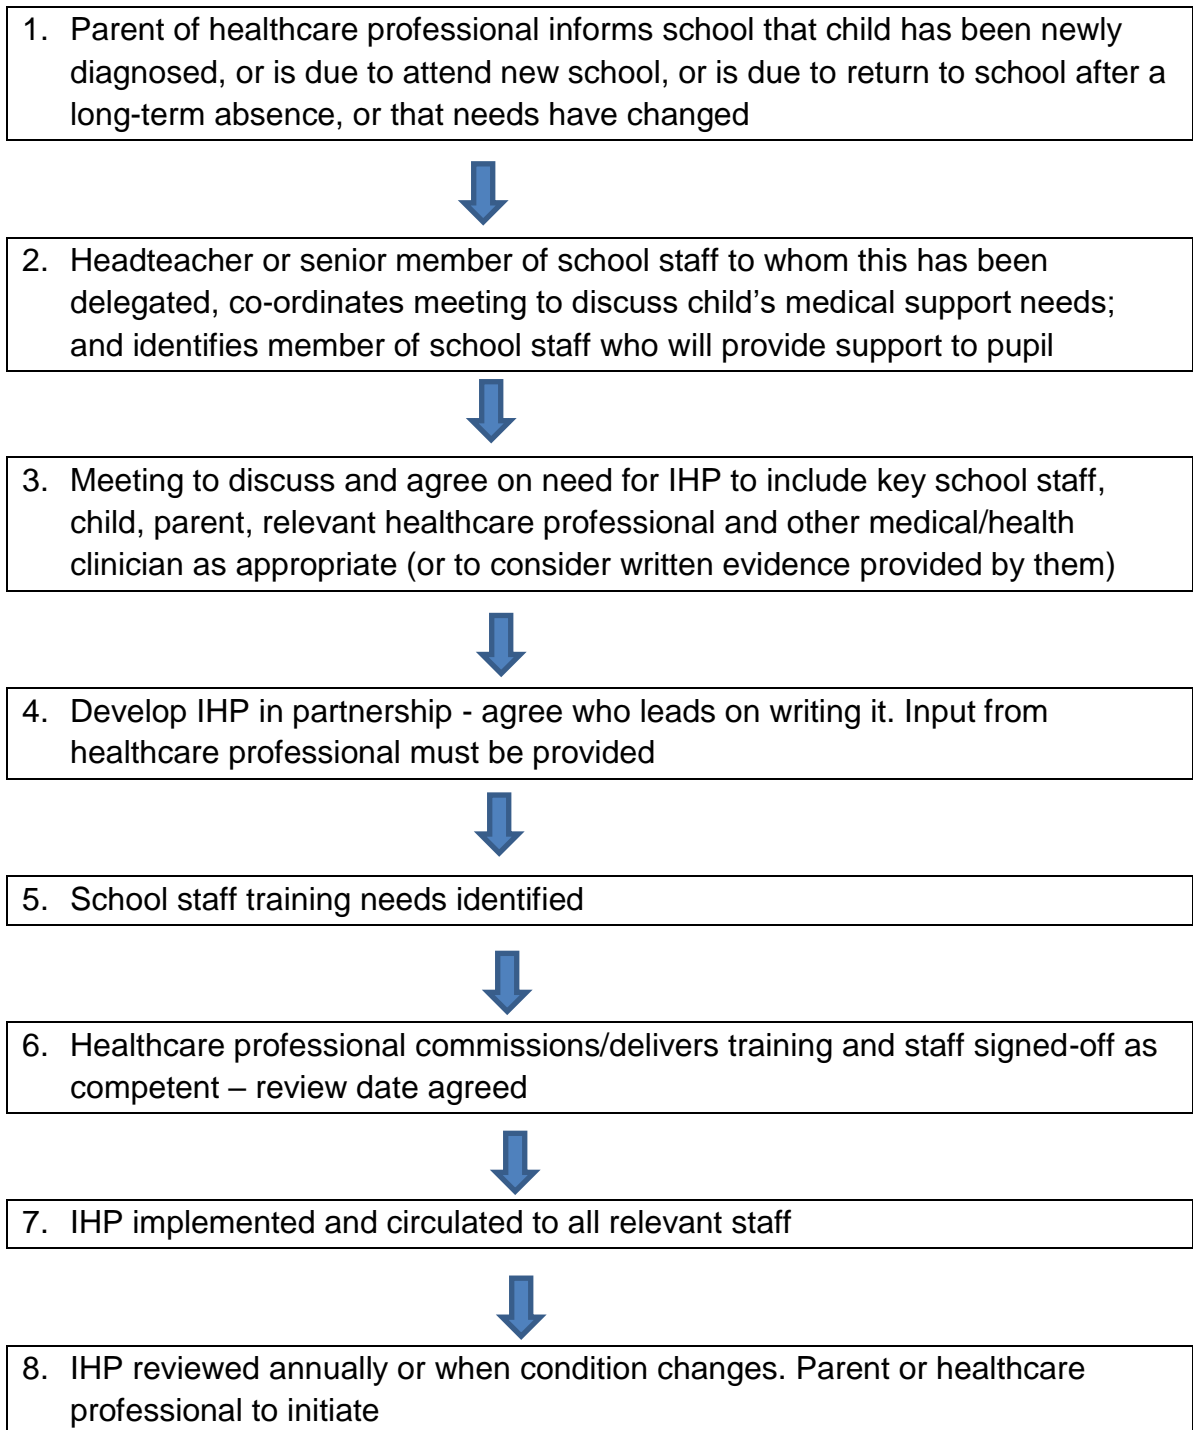 1. Parent of healthcare professional informs school that child has been newly
diagnosed, or is due to attend new school, or is due to return to school after a
long-term absence, or that needs have changed
2. Headteacher or senior member of school staff to whom this has been
delegated, co-ordinates meeting to discuss child's medical support needs;
and identifies member of school staff who will provide support to pupil
3. Meeting to discuss and agree on need for IHP to include key school staff,
child, parent, relevant healthcare professional and other medical/health
clinician as appropriate (or to consider written evidence provided by them)
4. Develop IHP in partnership - agree who leads on writing it. Input from
healthcare professional must be provided
5. School staff training needs identified
6. Healthcare professional commissions/delivers training and staff signed-off as
competent – review date agreed
7. IHP implemented and circulated to all relevant staff
8. IHP reviewed annually or when condition changes. Parent or healthcare
professional to initiate